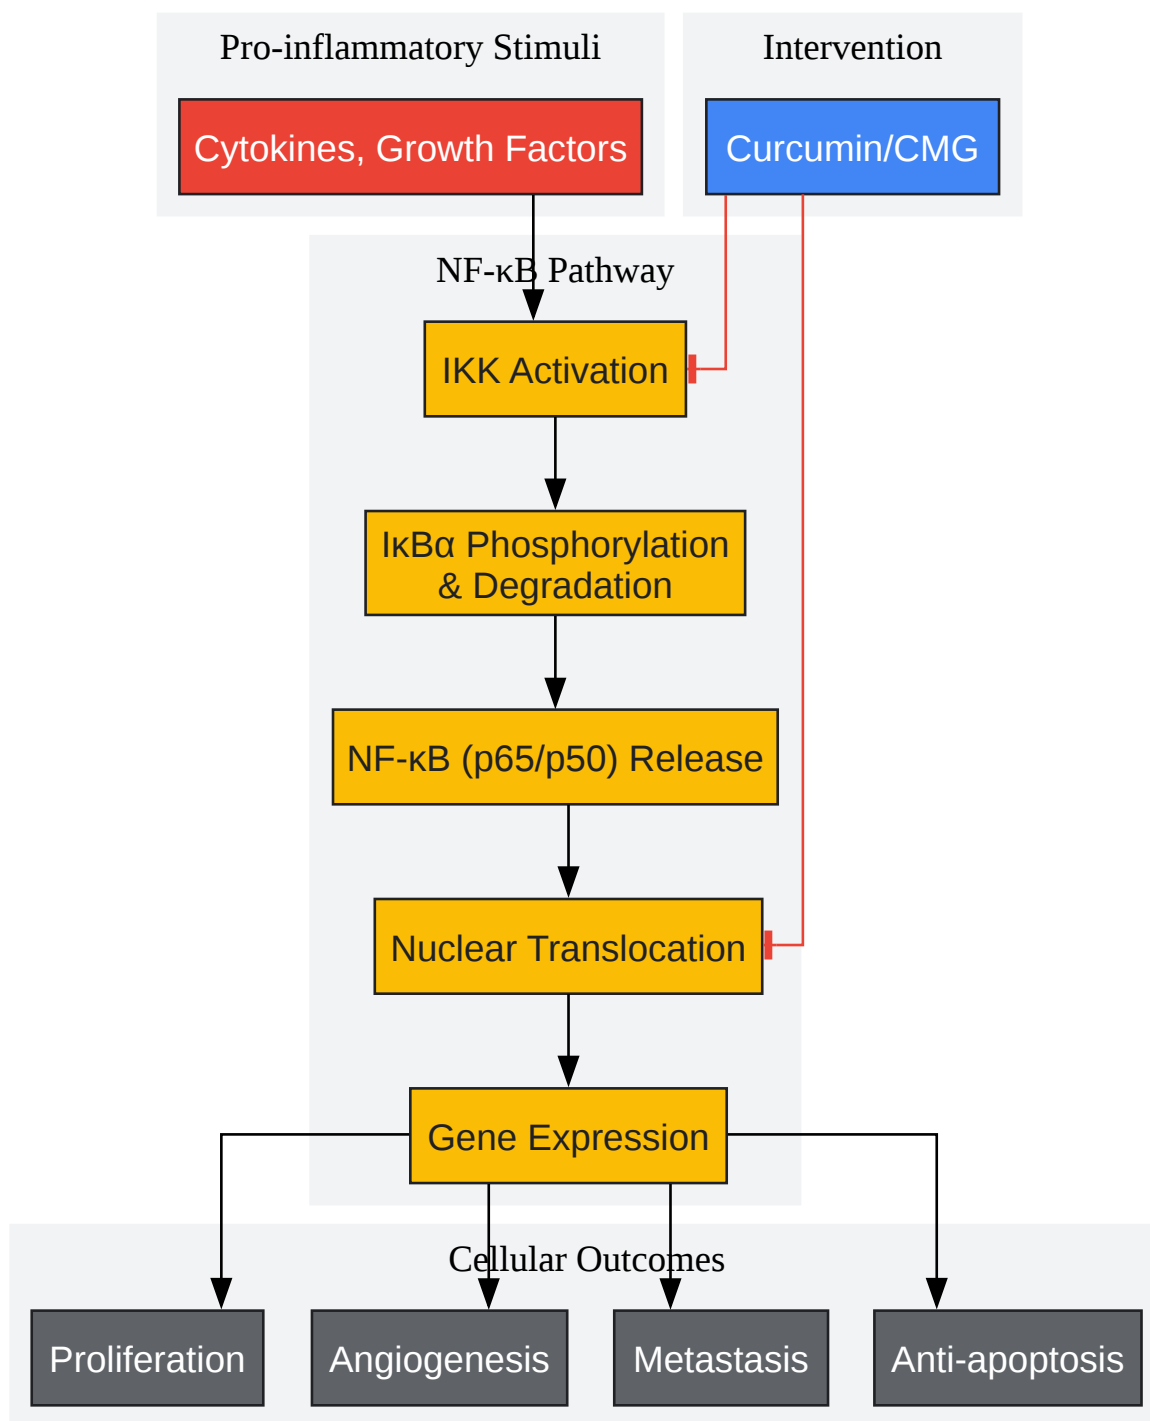 Pro-inflammatory Stimuli
Intervention
Cytokines, Growth Factors
Curcumin/CMG
NF-κB Pathway
IKK Activation
IκBα Phosphorylation
& Degradation
NF-κB (p65/p50) Release
Nuclear Translocation
Gene Expression
Cellular Outcomes
Proliferation
Angiogenesis
Metastasis
Anti-apoptosis